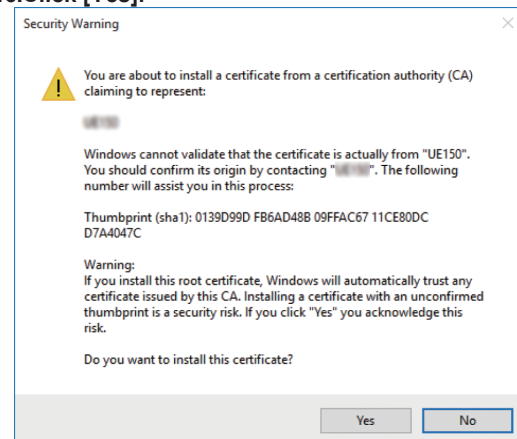 Click [Yes].
Security Warning
You are about to install a certificate from a certification authority (CA)
claiming to represent:
Windows cannot validate that the certificate is actually from "UE150".
You should confirm its origin by contacting " ". The following
number will assist you in this process:
Thumbprint (sha1): 0139D99D FB6AD48B 09FFAC67 11CE80DC
D7A4047C
Warning:
If you install this root certificate, Windows will automatically trust any
certificate issued by this CA. Installing a certificate with an unconfirmed
thumbprint is a security risk. If you click "Yes" you acknowledge this
risk.
Do you want to install this certificate?
Yes No